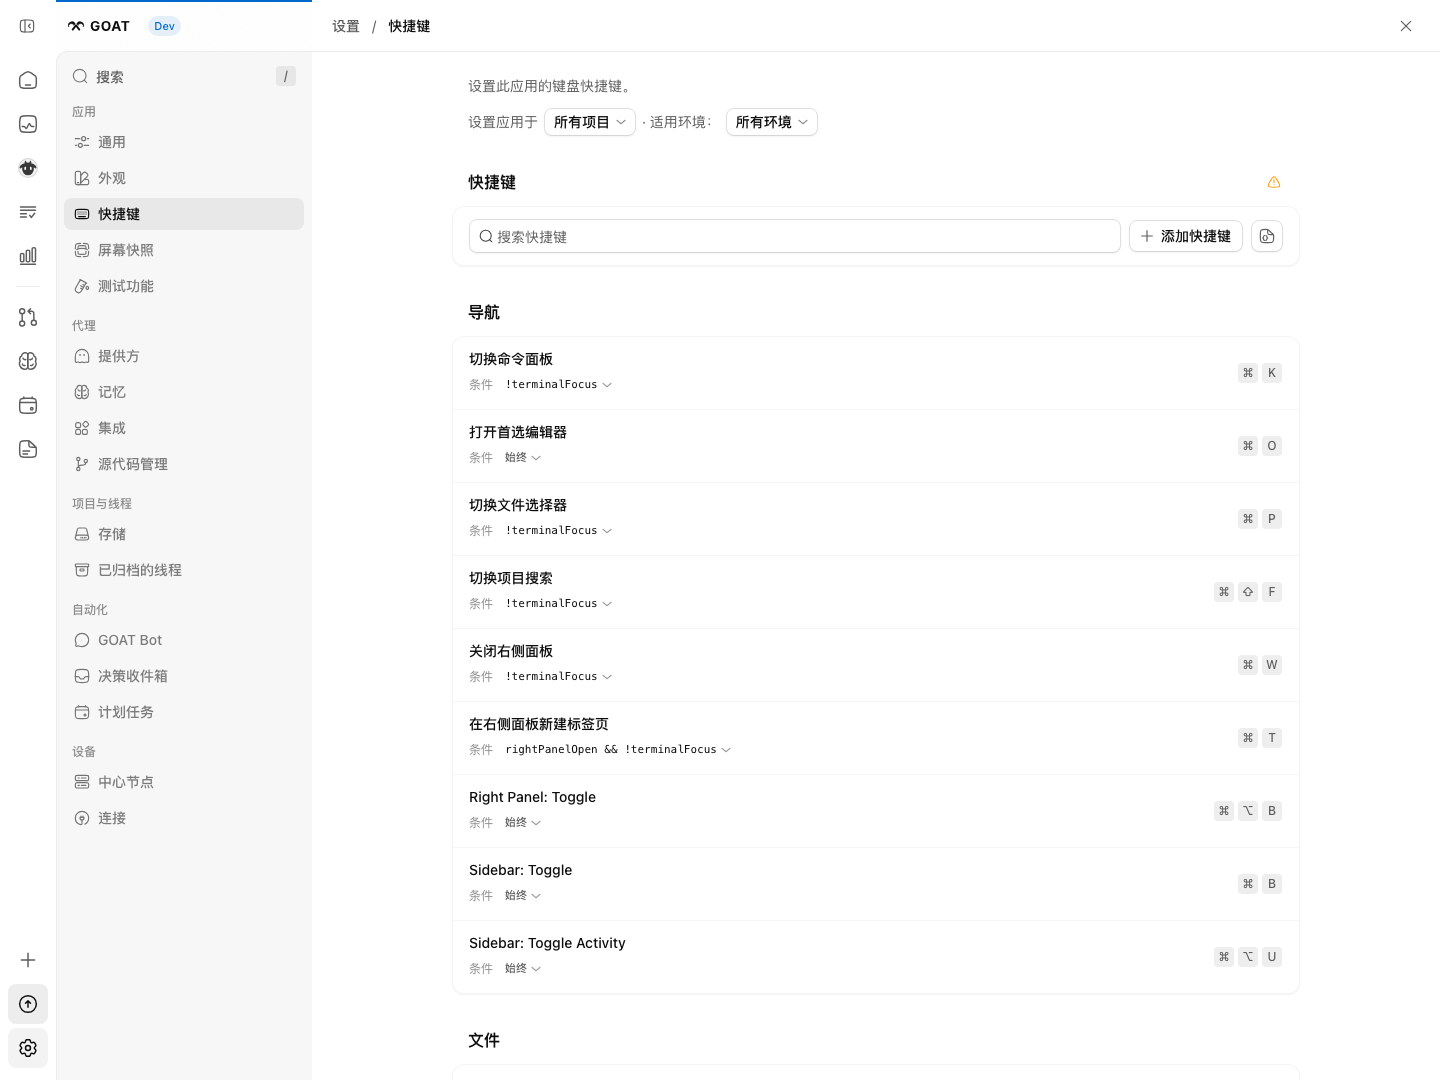 GOAT Dev
设置 / 快捷键
搜索 /
应用
通用
外观
快捷键
屏幕快照
测试功能
代理
提供方
记忆
集成
源代码管理
项目与线程
存储
已归档的线程
自动化
GOAT Bot
决策收件箱
计划任务
设备
中心节点
连接
设置此应用的键盘快捷键。
设置应用于 所有项目 · 适用环境： 所有环境
快捷键
搜索快捷键 添加快捷键
导航
切换命令面板
条件 !terminalFocus
⌘ K
打开首选编辑器
条件 始终
⌘ O
切换文件选择器
条件 !terminalFocus
⌘ P
切换项目搜索
条件 !terminalFocus
⌘ ⇧ F
关闭右侧面板
条件 !terminalFocus
⌘ W
在右侧面板新建标签页
条件 rightPanelOpen && !terminalFocus
⌘ T
Right Panel: Toggle
条件 始终
⌘ ⌥ B
Sidebar: Toggle
条件 始终
⌘ B
Sidebar: Toggle Activity
条件 始终
⌘ ⌥ U
文件